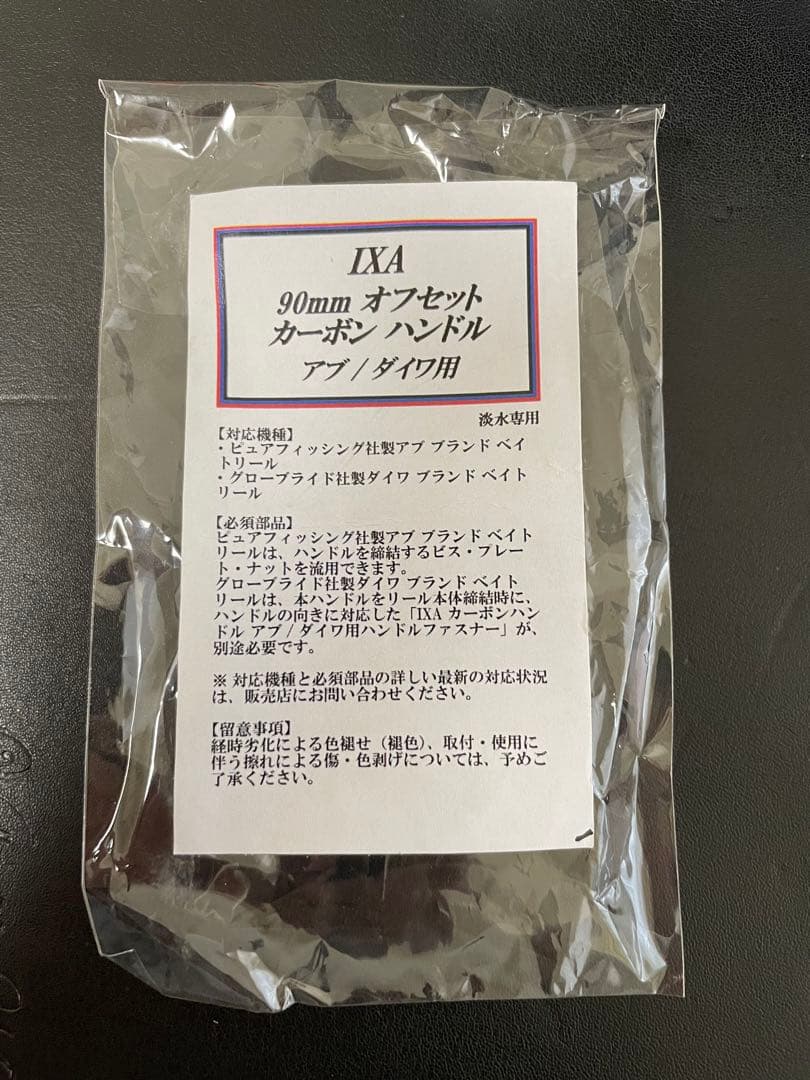 IXA
90mm オフセット
カーボン ハンドル
アブ / ダイワ用
淡水専用
【対応機種】
・ピュアフィッシング社製アブ ブランド ベイ
トリール
・グローブライド社製ダイワ ブランド ベイト
リール
【必須部品】
ピュアフィッシング社製アブ ブランド ベイト
リールは、ハンドルを締結するビス・プレー
ト・ナットを流用できます。
グローブライド社製ダイワ ブランド ベイト
リールは、本ハンドルをリール本体締結時に、
ハンドルの向きに対応した「IXA カーボンハン
ドル アブ / ダイワ用ハンドルファスナー」が、
別途必要です。
※ 対応機種と必須部品の詳しい最新の対応状況
は、販売店にお問い合わせください。
【留意事項】
経時劣化による色褪せ（褪色）、取付・使用に
伴う擦れによる傷・色剥げについては、予めご
了承ください。